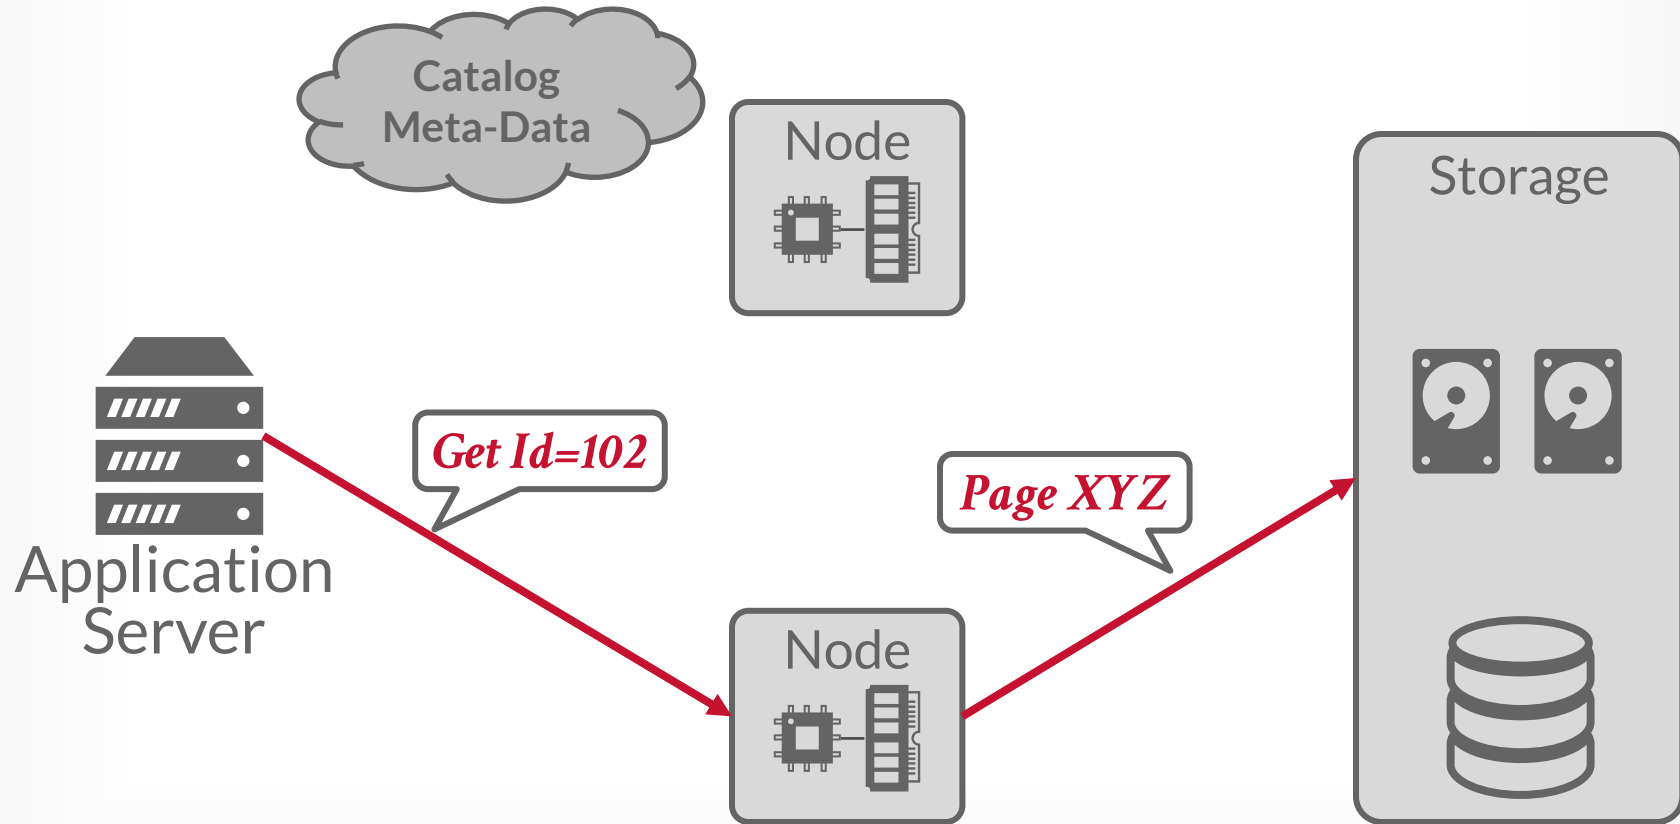 Catalog
Meta-Data
Node
Storage
Get Id=102
Page XYZ
Application
Server
Node